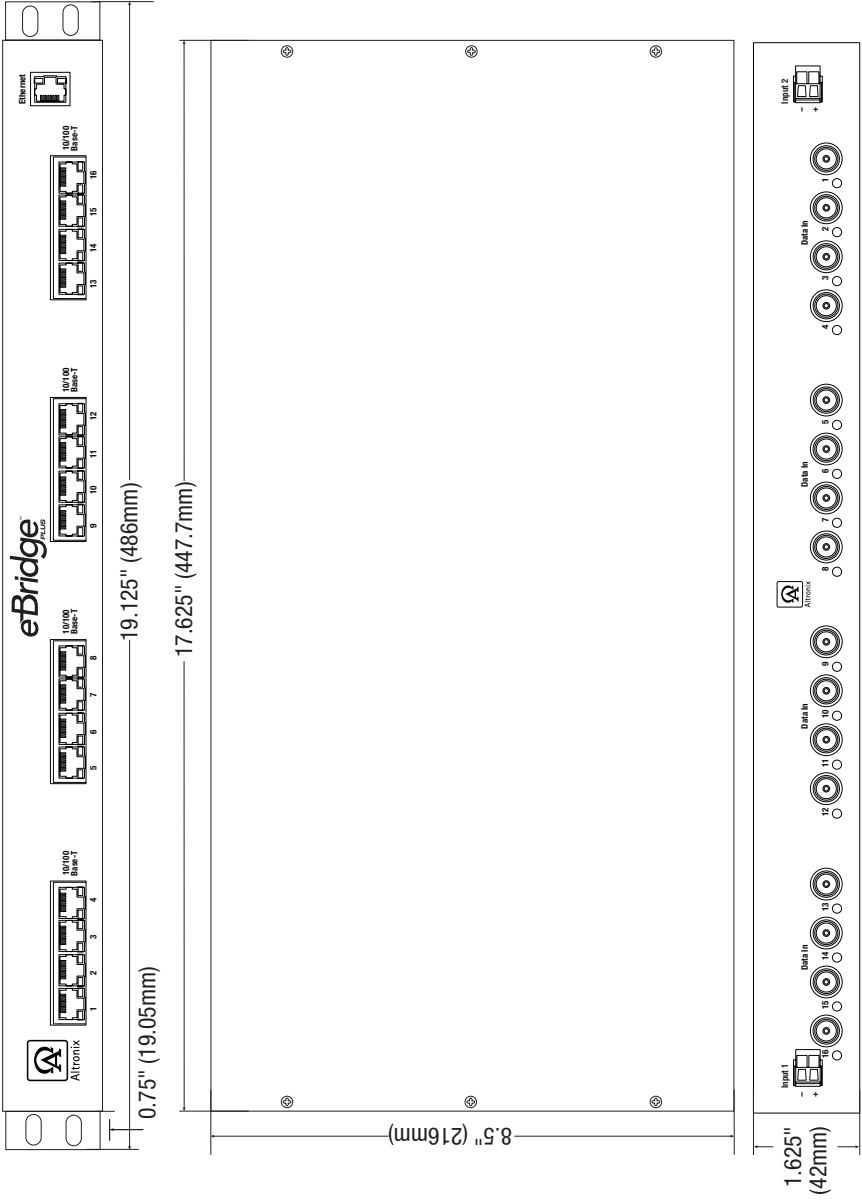 Altronix
1
2
3
4
10/100
Base-T
5
6
7
8
10/100
Base-T
eBridge
PLUS
9
10
11
12
10/100
Base-T
13
14
15
16
10/100
Base-T
Ethernet
0.75" (19.05mm)
19.125" (486mm)
17.625" (447.7mm)
8.5" (216mm)
1.625"
(42mm)
Input 1
–
+
16
15
14
13
Data In
12
11
10
9
Data In
Altronix
8
7
6
5
Data In
4
3
2
1
Data In
Input 2
–
+